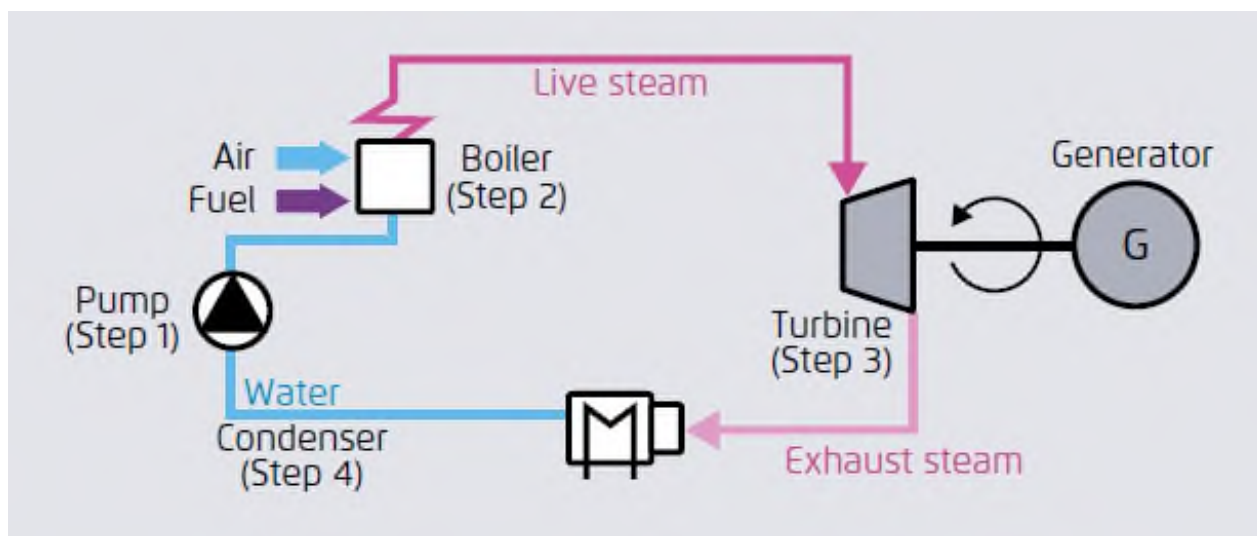 Live steam
Air
Fuel
Boiler
(Step 2)
Generator
G
Pump
(Step 1)
Turbine
(Step 3)
Water
Condenser
(Step 4)
Exhaust steam